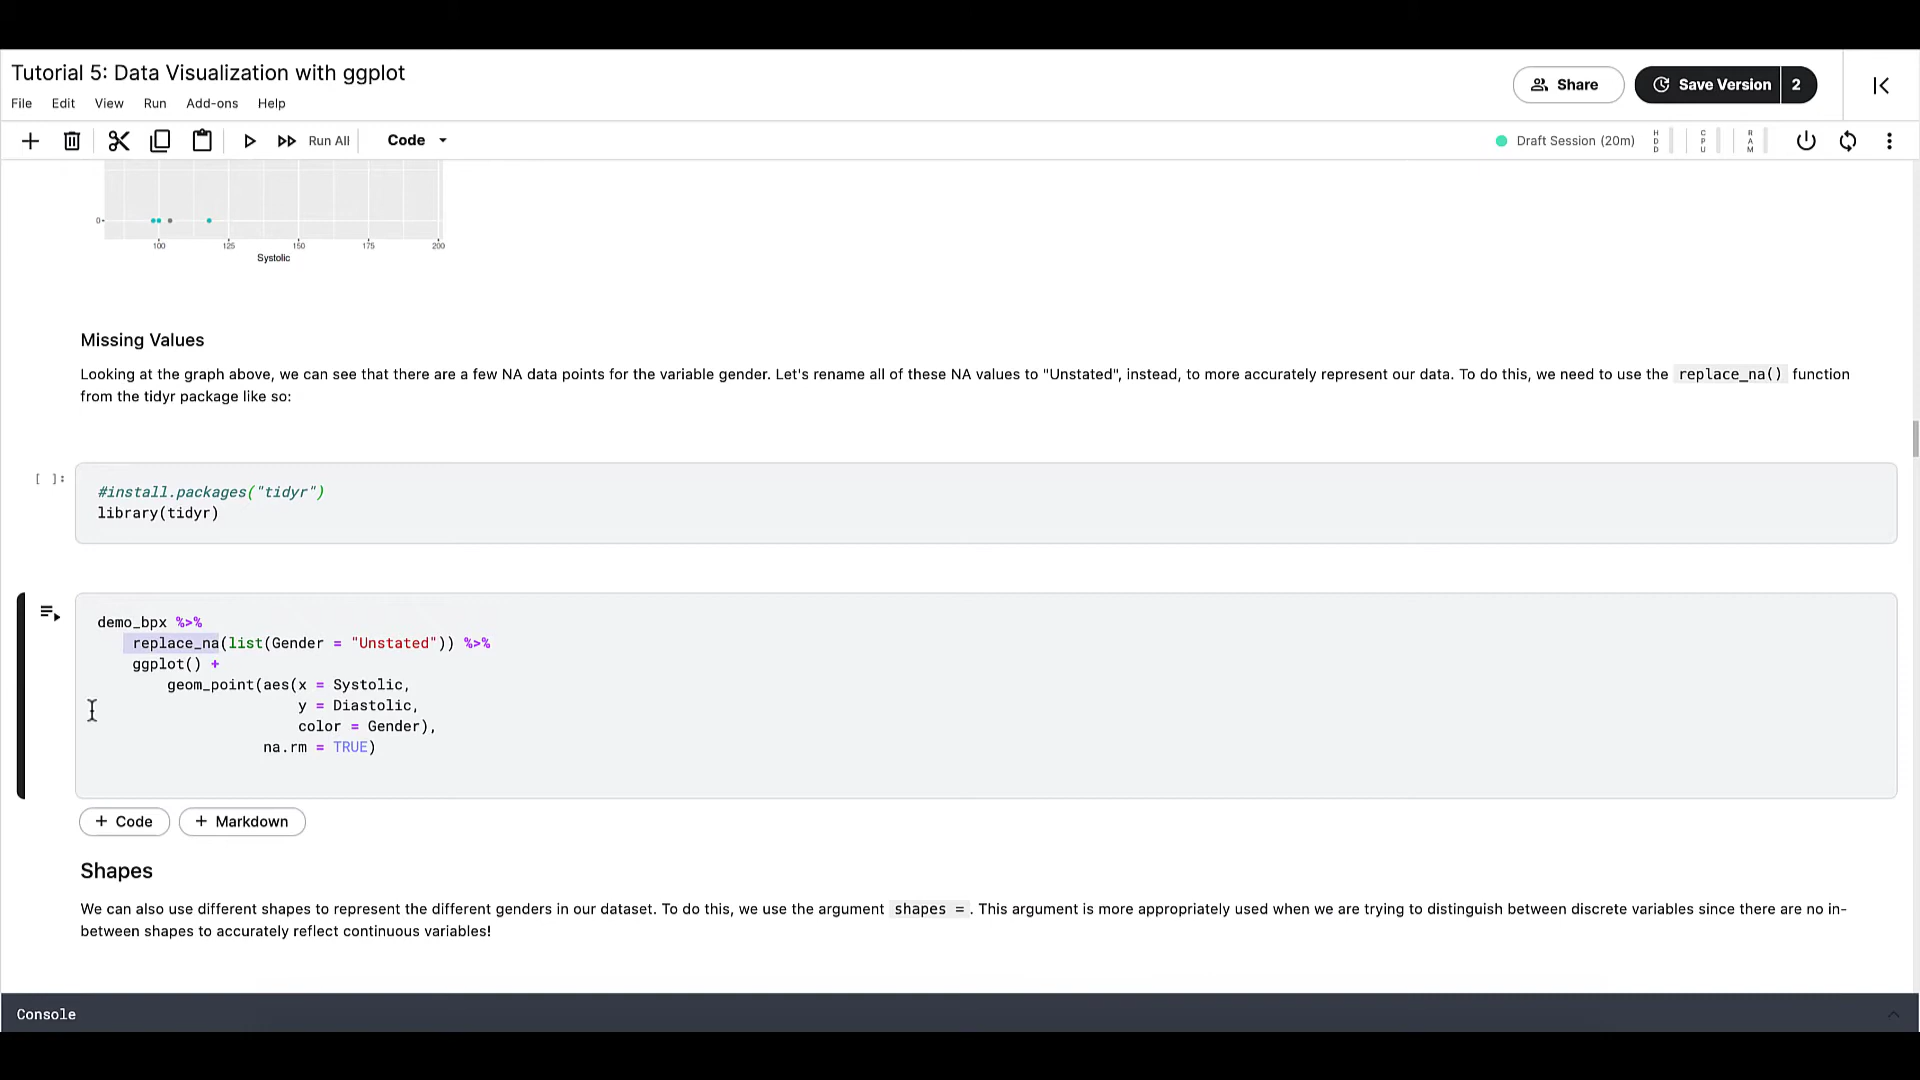 Tutorial 5: Data Visualization with ggplot
File Edit View Run Add-ons Help
Share
Save Version 2
Run All
Code
Draft Session (20m)
HDD
CPU
RAM
0
100 125 150 175 200
Systolic
Missing Values
Looking at the graph above, we can see that there are a few NA data points for the variable gender. Let's rename all of these NA values to "Unstated", instead, to more accurately represent our data. To do this, we need to use the replace_na() function
from the tidyr package like so:
[ ]:
#install.packages("tidyr")
library(tidyr)
demo_bpx %>%
replace_na(list(Gender = "Unstated")) %>%
ggplot() +
geom_point(aes(x = Systolic,
y = Diastolic,
color = Gender),
na.rm = TRUE)
+ Code
+ Markdown
Shapes
We can also use different shapes to represent the different genders in our dataset. To do this, we use the argument shapes = . This argument is more appropriately used when we are trying to distinguish between discrete variables since there are no in-
between shapes to accurately reflect continuous variables!
Console